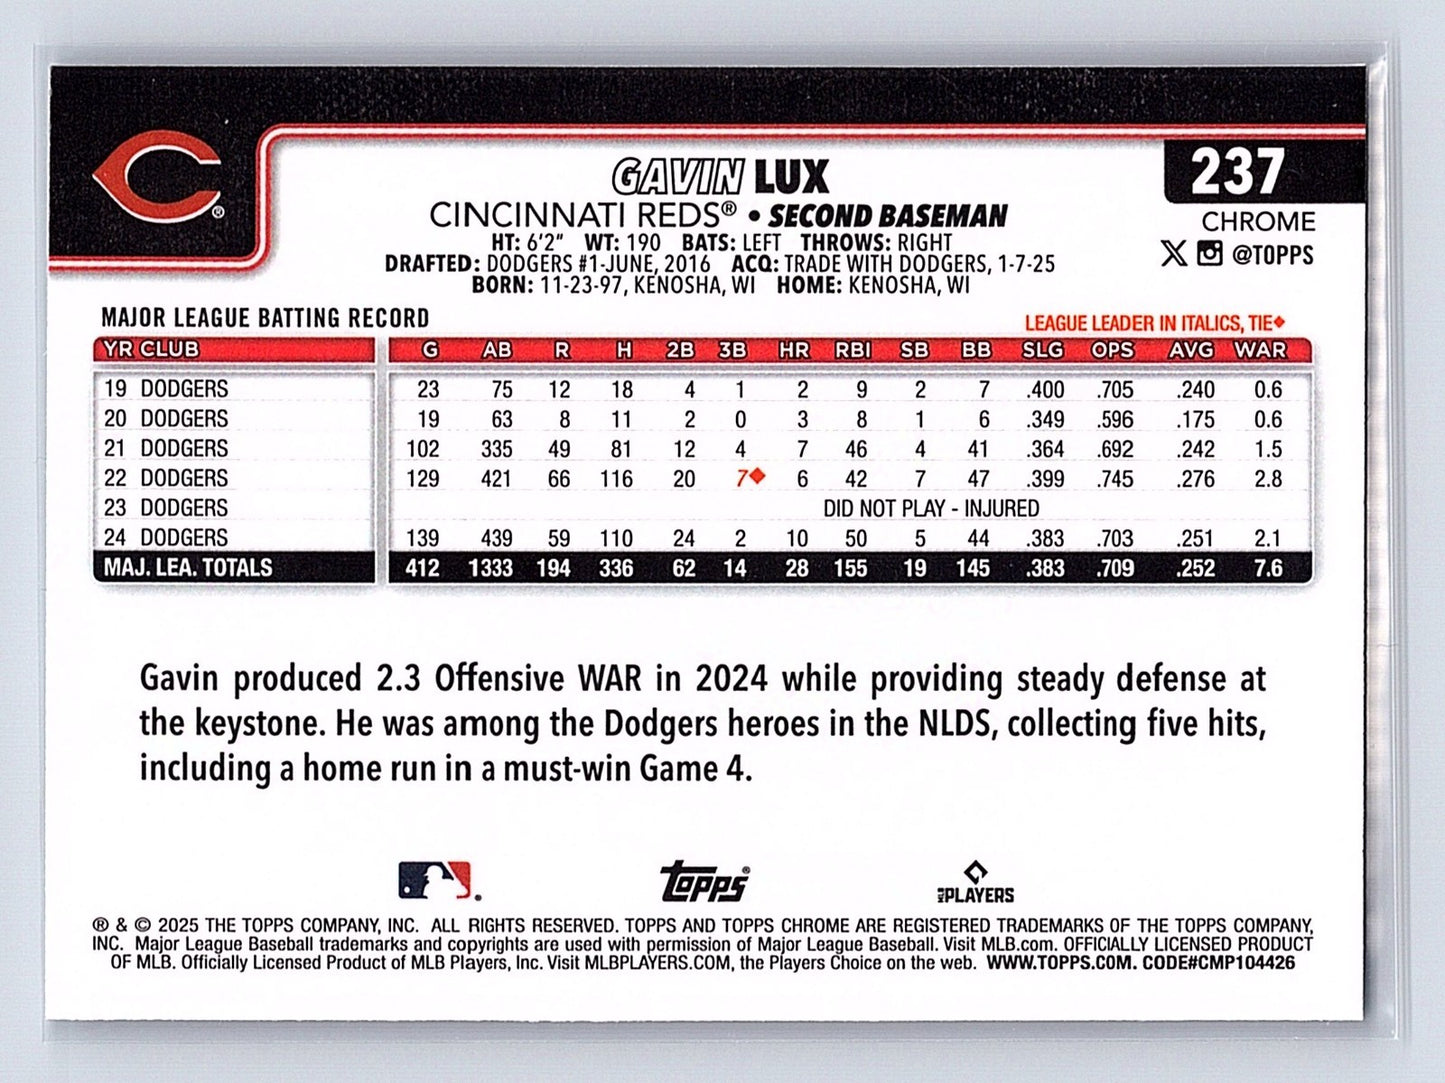 GAVIN LUX
237
CINCINNATI REDS® • SECOND BASEMAN
CHROME
HT: 6'2" WT: 190 BATS: LEFT THROWS: RIGHT
@TOPPS
DRAFTED: DODGERS #1-JUNE, 2016 ACQ: TRADE WITH DODGERS, 1-7-25
BORN: 11-23-97, KENOSHA, WI HOME: KENOSHA, WI
MAJOR LEAGUE BATTING RECORD
LEAGUE LEADER IN ITALICS, TIE◆
YR CLUB G AB R H 2B 3B HR RBI SB BB SLG OPS AVG WAR
19 DODGERS 23 75 12 18 4 1 2 9 2 7 .400 .705 .240 0.6
20 DODGERS 19 63 8 11 2 0 3 8 1 6 .349 .596 .175 0.6
21 DODGERS 102 335 49 81 12 4 7 46 4 41 .364 .692 .242 1.5
22 DODGERS 129 421 66 116 20 7◆ 6 42 7 47 .399 .745 .276 2.8
23 DODGERS DID NOT PLAY - INJURED
24 DODGERS 139 439 59 110 24 2 10 50 5 44 .383 .703 .251 2.1
MAJ. LEA. TOTALS 412 1333 194 336 62 14 28 155 19 145 .383 .709 .252 7.6
Gavin produced 2.3 Offensive WAR in 2024 while providing steady defense at
the keystone. He was among the Dodgers heroes in the NLDS, collecting five hits,
including a home run in a must-win Game 4.
Topps®
MLB PLAYERS
® & © 2025 THE TOPPS COMPANY, INC. ALL RIGHTS RESERVED. TOPPS AND TOPPS CHROME ARE REGISTERED TRADEMARKS OF THE TOPPS COMPANY,
INC. Major League Baseball trademarks and copyrights are used with permission of Major League Baseball. Visit MLB.com. OFFICIALLY LICENSED PRODUCT
OF MLB. Officially Licensed Product of MLB Players, Inc. Visit MLBPLAYERS.COM, the Players Choice on the web. WWW.TOPPS.COM. CODE#CMP104426